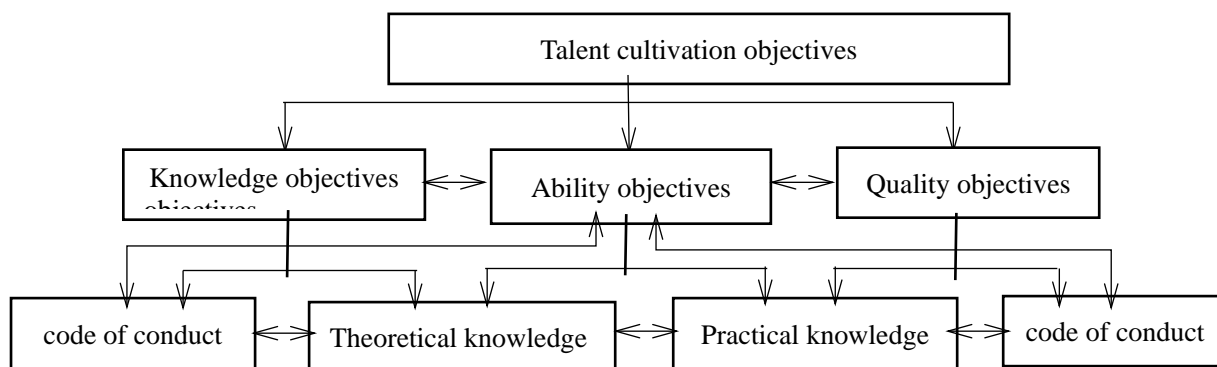 Talent cultivation objectives
Knowledge objectives
objectives
Ability objectives
Quality objectives
code of conduct
Theoretical knowledge
Practical knowledge
code of conduct